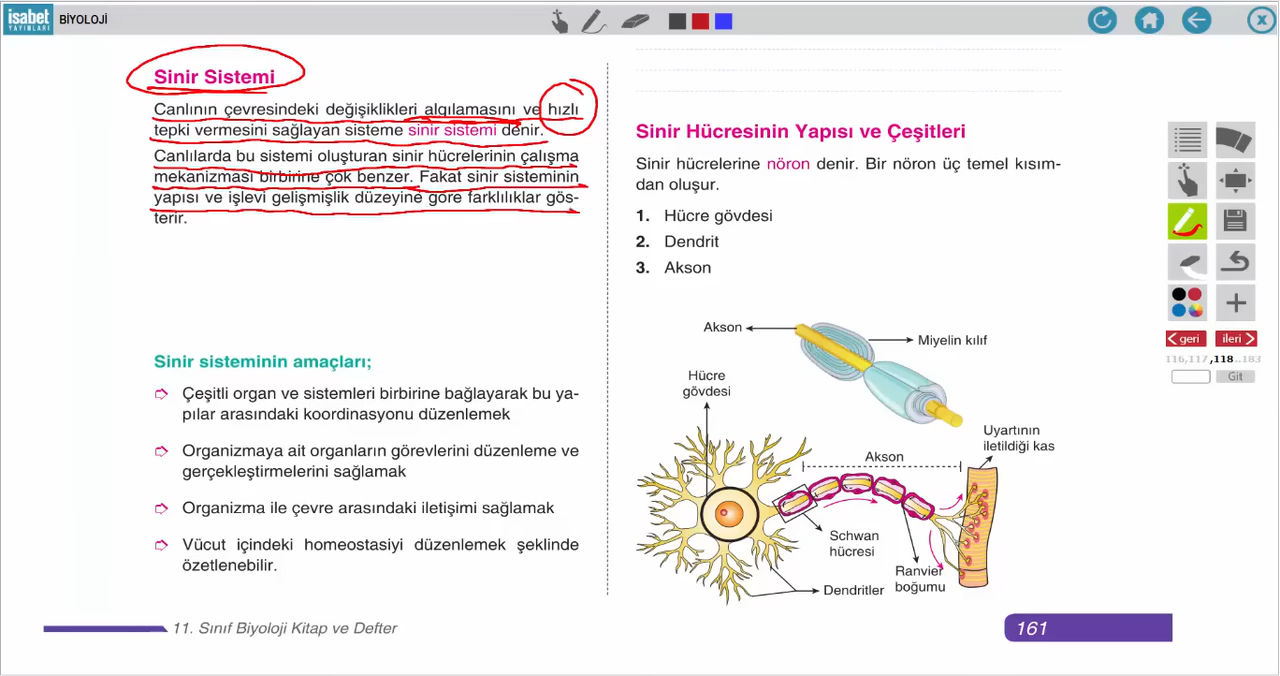 isabet
YAYINLARI
BİYOLOJİ
Sinir Sistemi
Canlının çevresindeki değişiklikleri algılamasını ve hızlı
tepki vermesini sağlayan sisteme sinir sistemi denir.
Canlılarda bu sistemi oluşturan sinir hücrelerinin çalışma
mekanizması birbirine çok benzer. Fakat sinir sisteminin
yapısı ve işlevi gelişmişlik düzeyine göre farklılıklar gös-
terir.
Sinir sisteminin amaçları;
Çeşitli organ ve sistemleri birbirine bağlayarak bu ya-
pılar arasındaki koordinasyonu düzenlemek
Organizmaya ait organların görevlerini düzenleme ve
gerçekleştirmelerini sağlamak
Organizma ile çevre arasındaki iletişimi sağlamak
Vücut içindeki homeostasiyi düzenlemek şeklinde
özetlenebilir.
11. Sınıf Biyoloji Kitap ve Defter
Sinir Hücresinin Yapısı ve Çeşitleri
Sinir hücrelerine nöron denir. Bir nöron üç temel kısım-
dan oluşur.
1. Hücre gövdesi
2. Dendrit
3. Akson
Akson
Miyelin kılıf
Hücre
gövdesi
Uyartının
iletildiği kas
Akson
Schwan
hücresi
Ranvier
boğumu
Dendritler
161
geri
ileri
116,117,118..183
Git